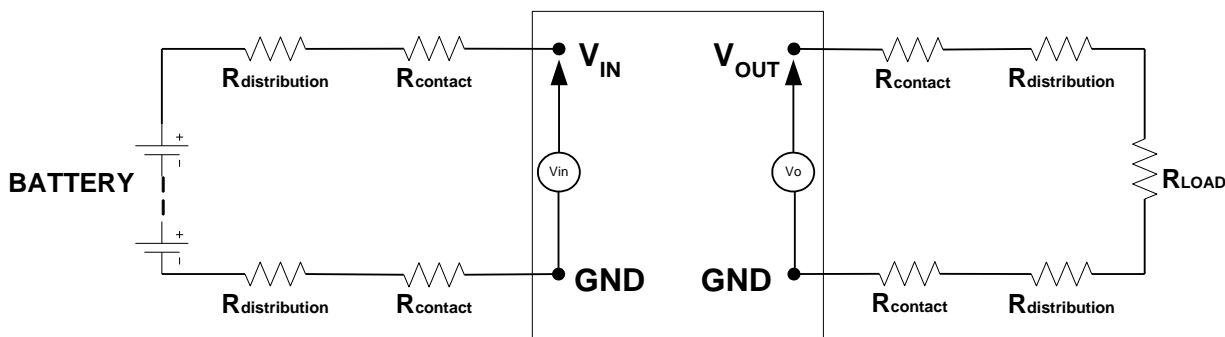 Rdistribution
Rcontact
VIN
VOUT
Rcontact
Rdistribution
+
-
BATTERY
Vin
Vo
RLOAD
+
-
Rdistribution
Rcontact
GND
GND
Rcontact
Rdistribution